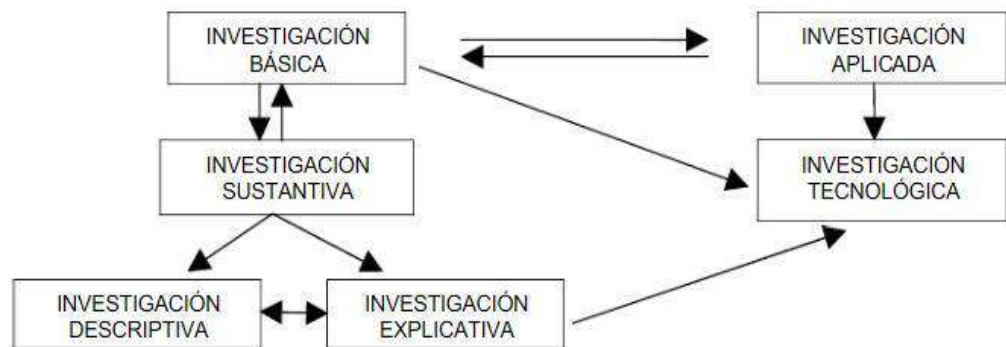 INVESTIGACIÓN
BÁSICA
INVESTIGACIÓN
APLICADA
INVESTIGACIÓN
SUSTANTIVA
INVESTIGACIÓN
TECNOLÓGICA
INVESTIGACIÓN
DESCRIPTIVA
INVESTIGACIÓN
EXPLICATIVA